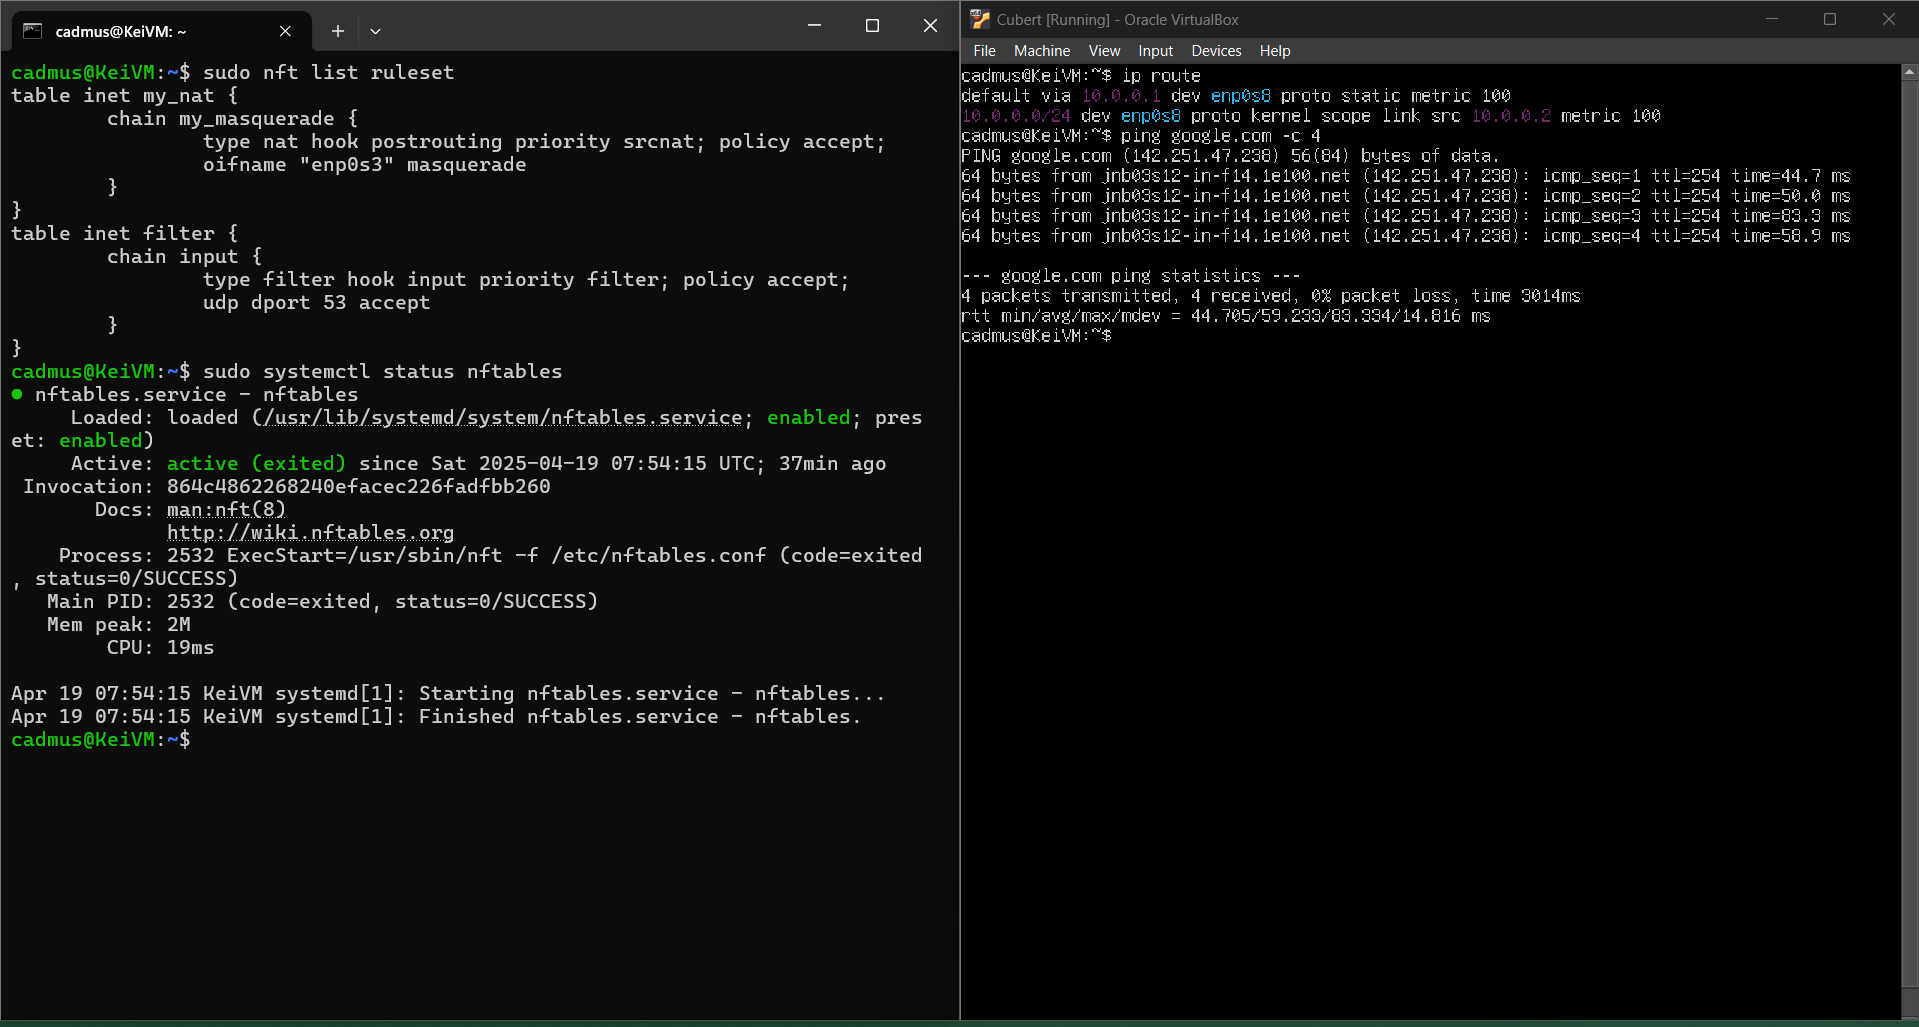 cadmus@KeiVM: ~
cadmus@KeiVM:~$ sudo nft list ruleset
table inet my_nat {
        chain my_masquerade {
                type nat hook postrouting priority srcnat; policy accept;
                oifname "enp0s3" masquerade
        }
}
table inet filter {
        chain input {
                type filter hook input priority filter; policy accept;
                udp dport 53 accept
        }
}
cadmus@KeiVM:~$ sudo systemctl status nftables
● nftables.service - nftables
     Loaded: loaded (/usr/lib/systemd/system/nftables.service; enabled; pres
et: enabled)
     Active: active (exited) since Sat 2025-04-19 07:54:15 UTC; 37min ago
 Invocation: 864c4862268240efacec226fadfbb260
       Docs: man:nft(8)
             http://wiki.nftables.org
    Process: 2532 ExecStart=/usr/sbin/nft -f /etc/nftables.conf (code=exited
, status=0/SUCCESS)
   Main PID: 2532 (code=exited, status=0/SUCCESS)
   Mem peak: 2M
        CPU: 19ms

Apr 19 07:54:15 KeiVM systemd[1]: Starting nftables.service - nftables...
Apr 19 07:54:15 KeiVM systemd[1]: Finished nftables.service - nftables.
cadmus@KeiVM:~$
Cubert [Running] - Oracle VirtualBox
File Machine View Input Devices Help
cadmus@KeiVM:~$ ip route
default via 10.0.0.1 dev enp0s8 proto static metric 100
10.0.0.0/24 dev enp0s8 proto kernel scope link src 10.0.0.2 metric 100
cadmus@KeiVM:~$ ping google.com -c 4
PING google.com (142.251.47.238) 56(84) bytes of data.
64 bytes from jnb03s12-in-f14.1e100.net (142.251.47.238): icmp_seq=1 ttl=254 time=44.7 ms
64 bytes from jnb03s12-in-f14.1e100.net (142.251.47.238): icmp_seq=2 ttl=254 time=50.0 ms
64 bytes from jnb03s12-in-f14.1e100.net (142.251.47.238): icmp_seq=3 ttl=254 time=83.3 ms
64 bytes from jnb03s12-in-f14.1e100.net (142.251.47.238): icmp_seq=4 ttl=254 time=58.9 ms

--- google.com ping statistics ---
4 packets transmitted, 4 received, 0% packet loss, time 3014ms
rtt min/avg/max/mdev = 44.705/59.233/83.334/14.816 ms
cadmus@KeiVM:~$